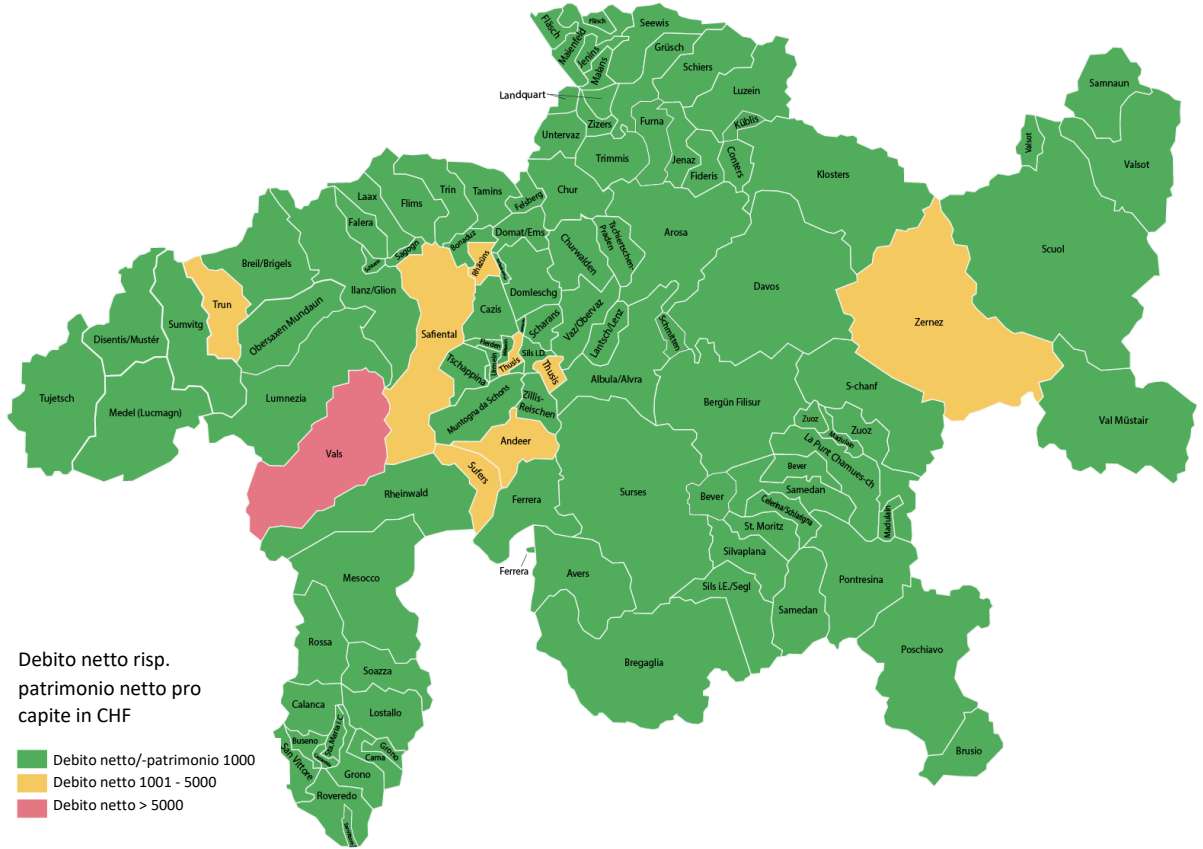 Fläsch
Fläsch
Seewis
Maienfeld
Grüsch
Jenins
Malans
Schiers
Samnaun
Luzein
Landquart
Küblis
Furna
Zizers
Untervaz
Valsot
Valsot
Trimmis
Jenaz
Conters
Fideris
Klosters
Laax
Trin
Tamins
Chur
Flims
Felsberg
Falera
Domat/Ems
Tschiertschen-
Praden
Arosa
Bonaduz
Sagogn
Churwalden
Scuol
Breil/Brigels
Rhäzüns
Ilanz/Glion
Domleschg
Davos
Trun
Cazis
Obersaxen Mundaun
Scharans
Vaz/Obervaz
Sumvitg
Zernez
Safiental
Lantsch/Lenz
Schmitten
Disentis/Mustér
Flerden
Sils i.D.
Tschappina
Thusis
Thusis
Albula/Alvra
S-chanf
Tujetsch
Lumnezia
Zillis-
Reischen
Bergün Filisur
Medel (Lucmagn)
Muntogna da Schons
Zuoz
Zuoz
Val Müstair
Madulain
Andeer
La Punt Chamues-ch
Vals
Bever
Sufers
Samedan
Rheinwald
Ferrera
Surses
Bever
Celerina/Schlarigna
Madulain
St. Moritz
Silvaplana
Ferrera
Avers
Mesocco
Pontresina
Sils i.E./Segl
Samedan
Rossa
Poschiavo
Bregaglia
Soazza
Calanca
Lostallo
Sta. Maria i.C.
Buseno
Grono
San Vittore
Cama
Grono
Brusio
Roveredo
Debito netto risp.
patrimonio netto pro
capite in CHF
Debito netto/-patrimonio 1000
Debito netto 1001 - 5000
Debito netto > 5000